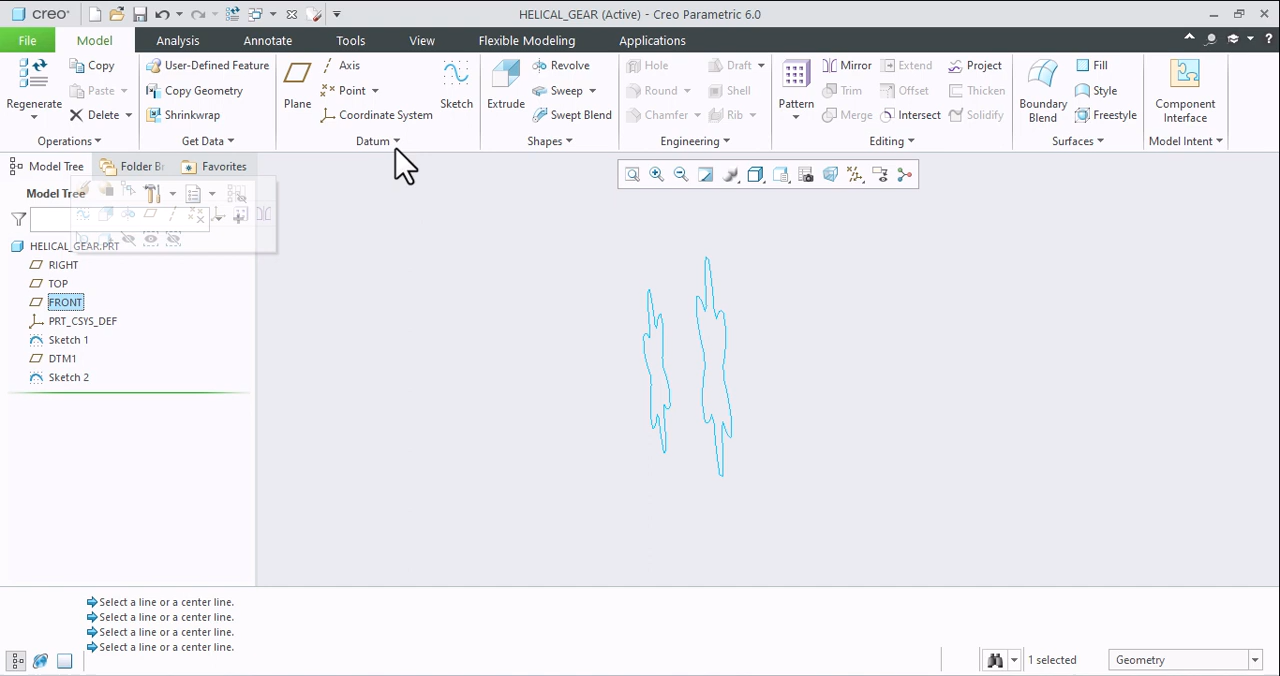 creo
HELICAL_GEAR (Active) - Creo Parametric 6.0
File Model Analysis Annotate Tools View Flexible Modeling Applications
Regenerate
Copy
Paste
Delete
Operations
User-Defined Feature
Copy Geometry
Shrinkwrap
Get Data
Plane
Axis
Point
Coordinate System
Sketch
Datum
Extrude
Revolve
Sweep
Swept Blend
Shapes
Hole
Round
Chamfer
Draft
Shell
Rib
Engineering
Pattern
Mirror
Trim
Merge
Extend
Offset
Intersect
Project
Thicken
Solidify
Editing
Boundary
Blend
Fill
Style
Freestyle
Surfaces
Component
Interface
Model Intent
Model Tree Folder Br Favorites
Model Tree
HELICAL_GEAR.PRT
RIGHT
TOP
FRONT
PRT_CSYS_DEF
Sketch 1
DTM1
Sketch 2
Select a line or a center line.
Select a line or a center line.
Select a line or a center line.
Select a line or a center line.
1 selected
Geometry